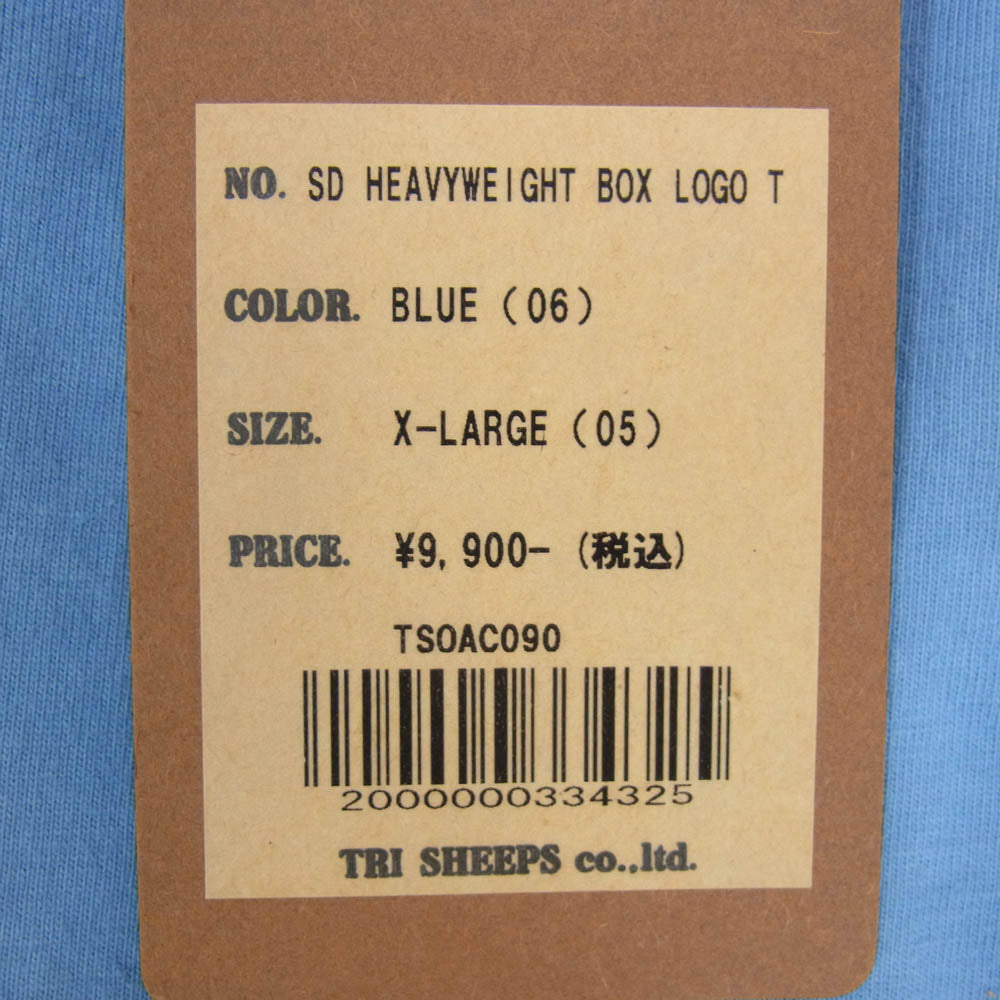 NO. SD HEAVYWEIGHT BOX LOGO T
COLOR. BLUE (06)
SIZE. X-LARGE (05)
PRICE. ¥9,900- (税込)
TSOAC090
2000000334325
TRI SHEEPS co.,ltd.